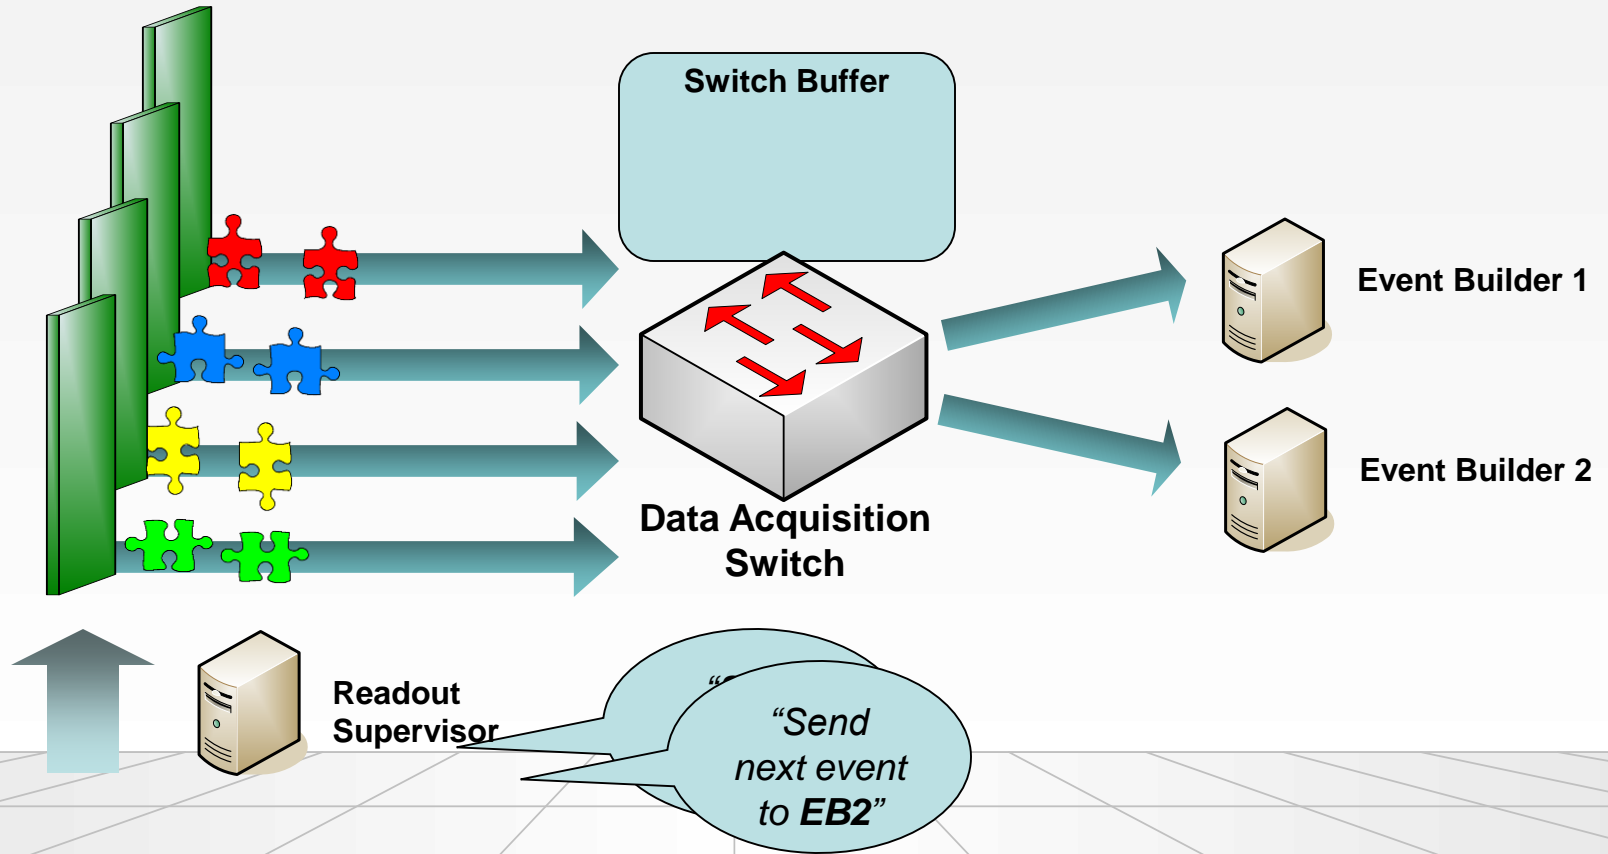 Switch Buffer
Event Builder 1
Event Builder 2
Data Acquisition
Switch
Readout
Supervisor
“Send
next event
to EB2”